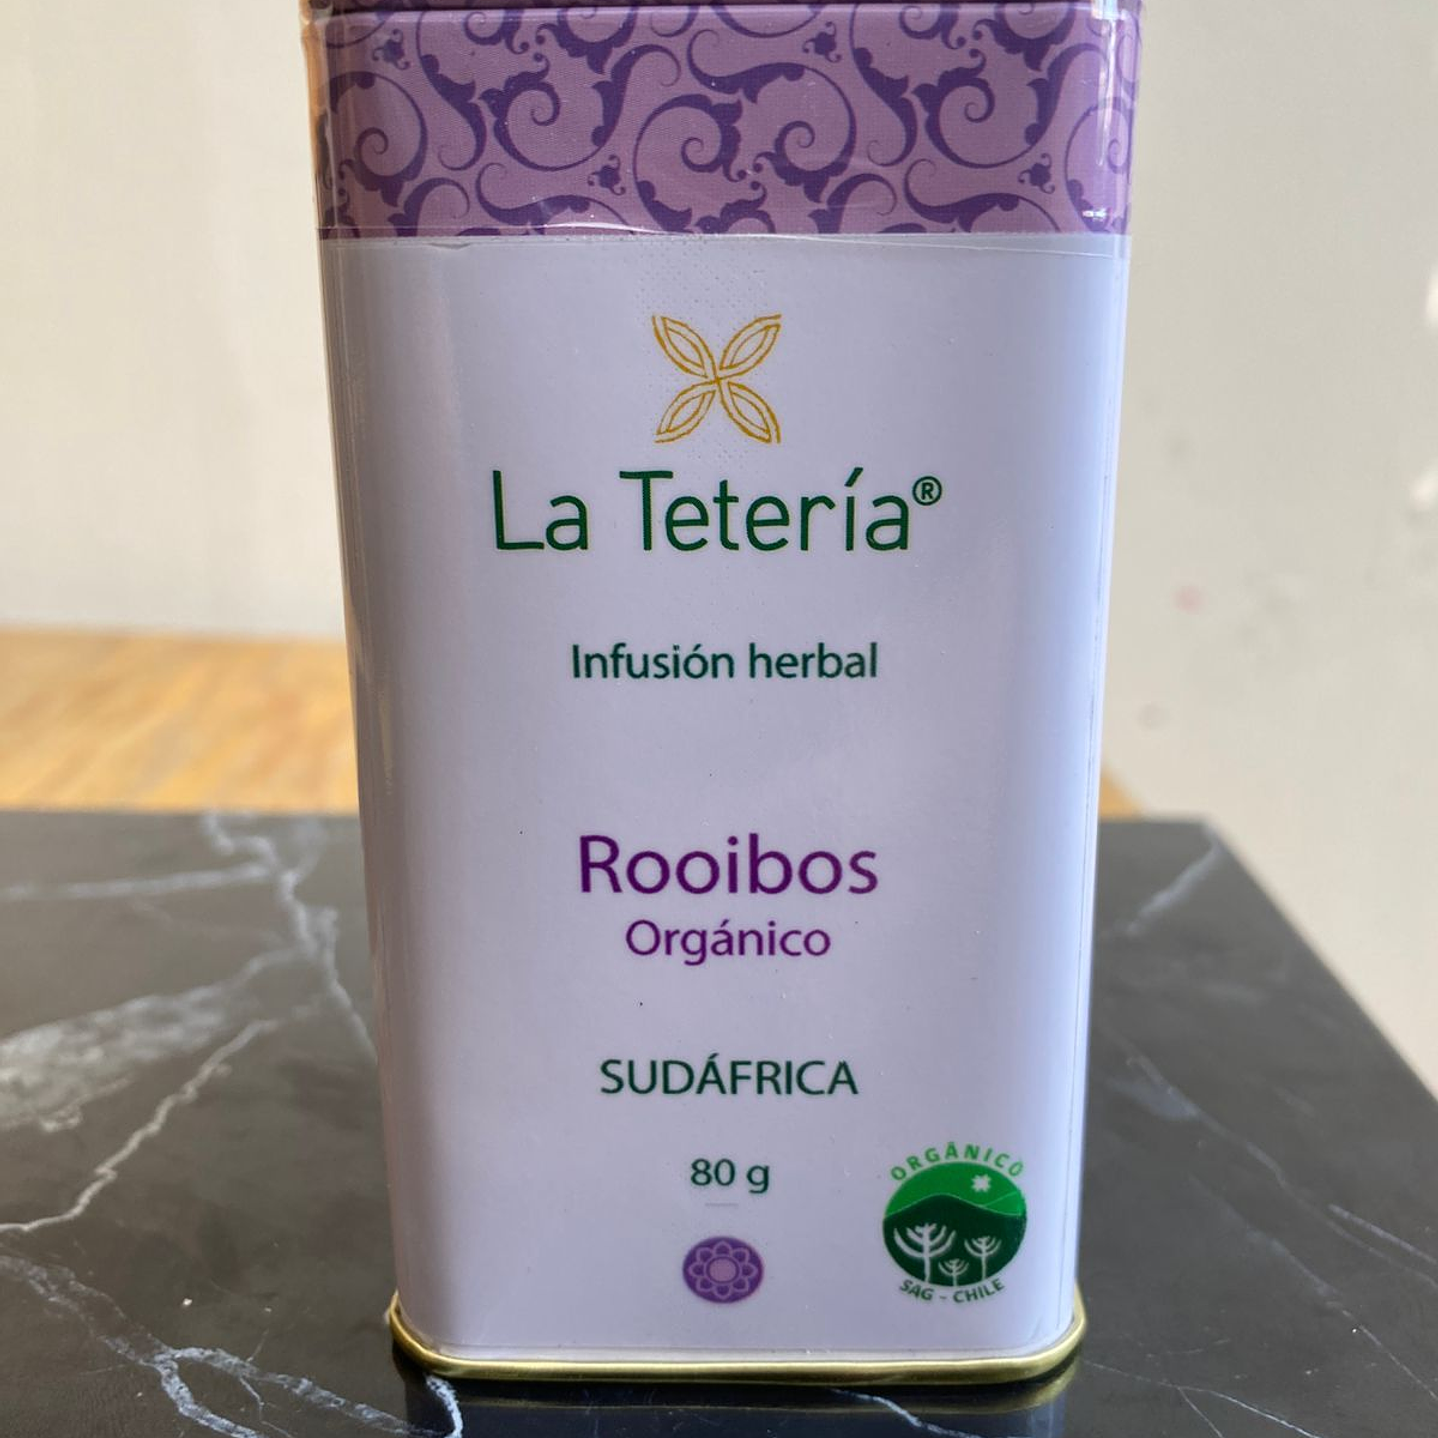 La Tetería®
Infusión herbal
Rooibos
Orgánico
SUDÁFRICA
80 g
ORGÁNICO
SAG - CHILE